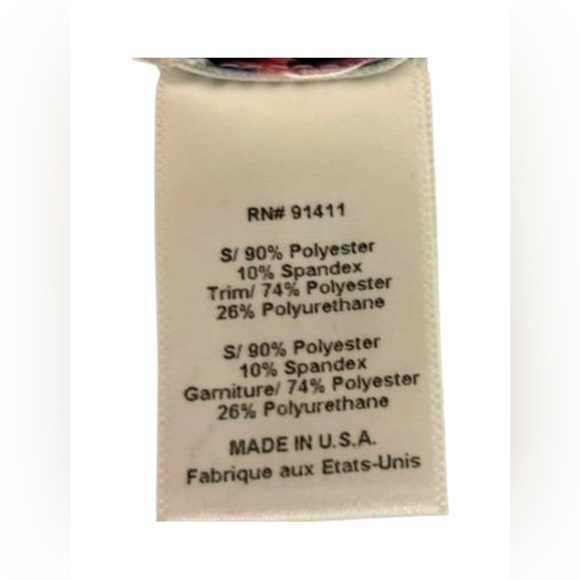 RN# 91411
S/ 90% Polyester
10% Spandex
Trim/ 74% Polyester
26% Polyurethane
S/ 90% Polyester
10% Spandex
Garniture/ 74% Polyester
26% Polyurethane
MADE IN U.S.A.
Fabrique aux Etats-Unis